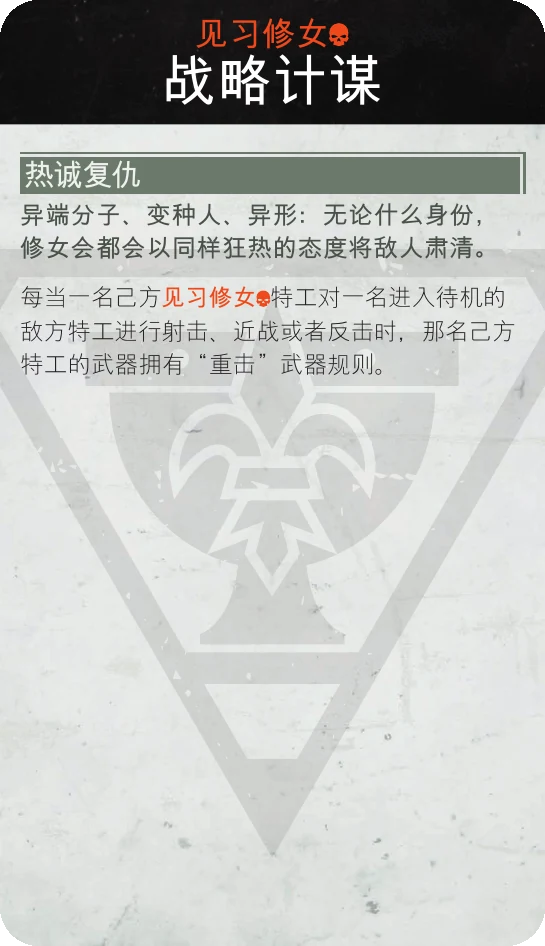 见习修女
战略计谋
热诚复仇
异端分子、变种人、异形：无论什么身份，
修女会都会以同样狂热的态度将敌人肃清。
每当一名己方见习修女特工对一名进入待机的
敌方特工进行射击、近战或者反击时，那名己方
特工的武器拥有“重击”武器规则。